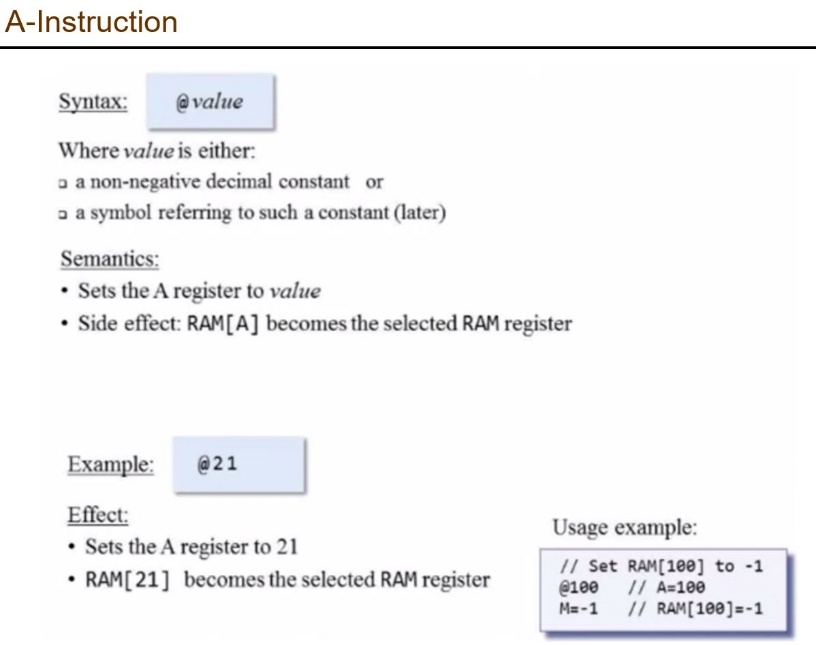 A-Instruction
Syntax: @value
Where value is either:
❑ a non-negative decimal constant or
❑ a symbol referring to such a constant (later)
Semantics:
• Sets the A register to value
• Side effect: RAM[A] becomes the selected RAM register
Example: @21
Effect:
• Sets the A register to 21
• RAM[21] becomes the selected RAM register
Usage example:
// Set RAM[100] to -1
@100 // A=100
M=-1 // RAM[100]=-1